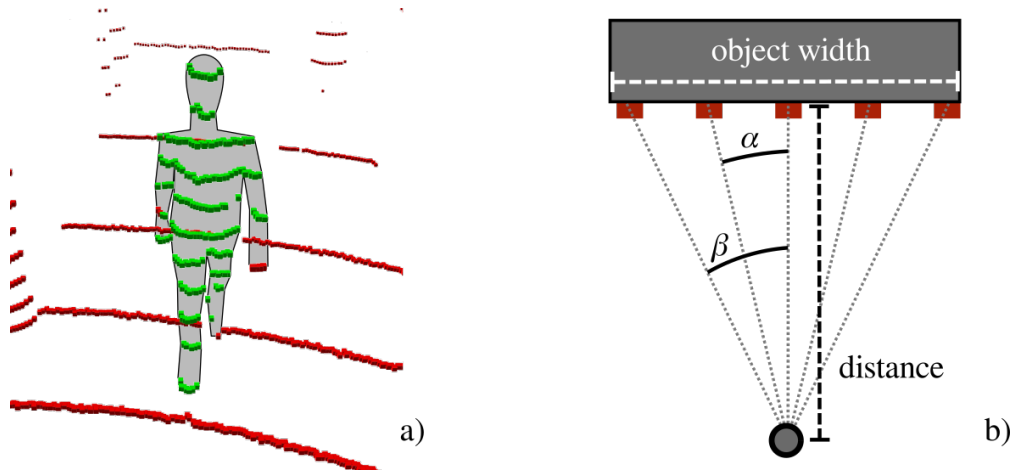 object width
α
β
distance
a)
b)